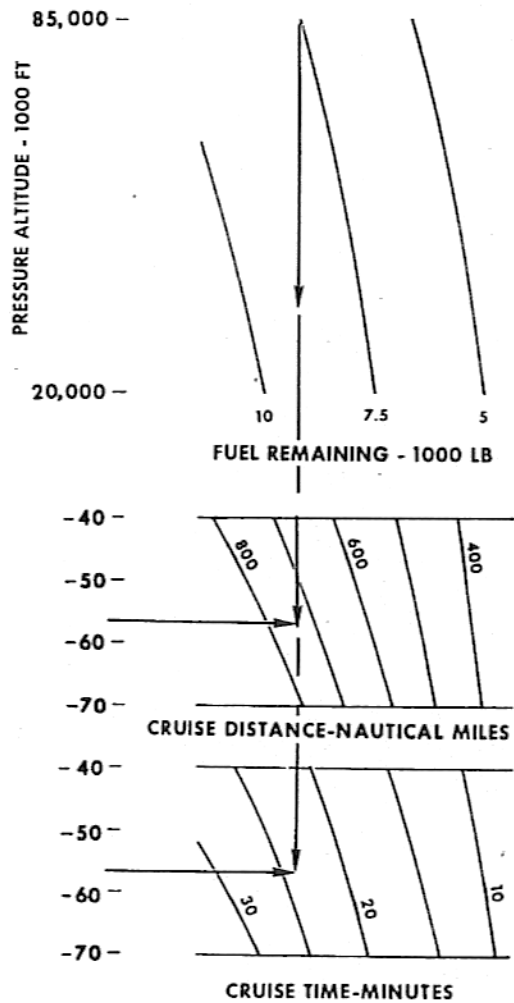 85,000
PRESSURE ALTITUDE - 1000 FT
20,000
10 7.5 5
FUEL REMAINING - 1000 LB
-40
800 600 400
-50
-60
-70
CRUISE DISTANCE-NAUTICAL MILES
-40
-50
-60
30 20 10
-70
CRUISE TIME-MINUTES